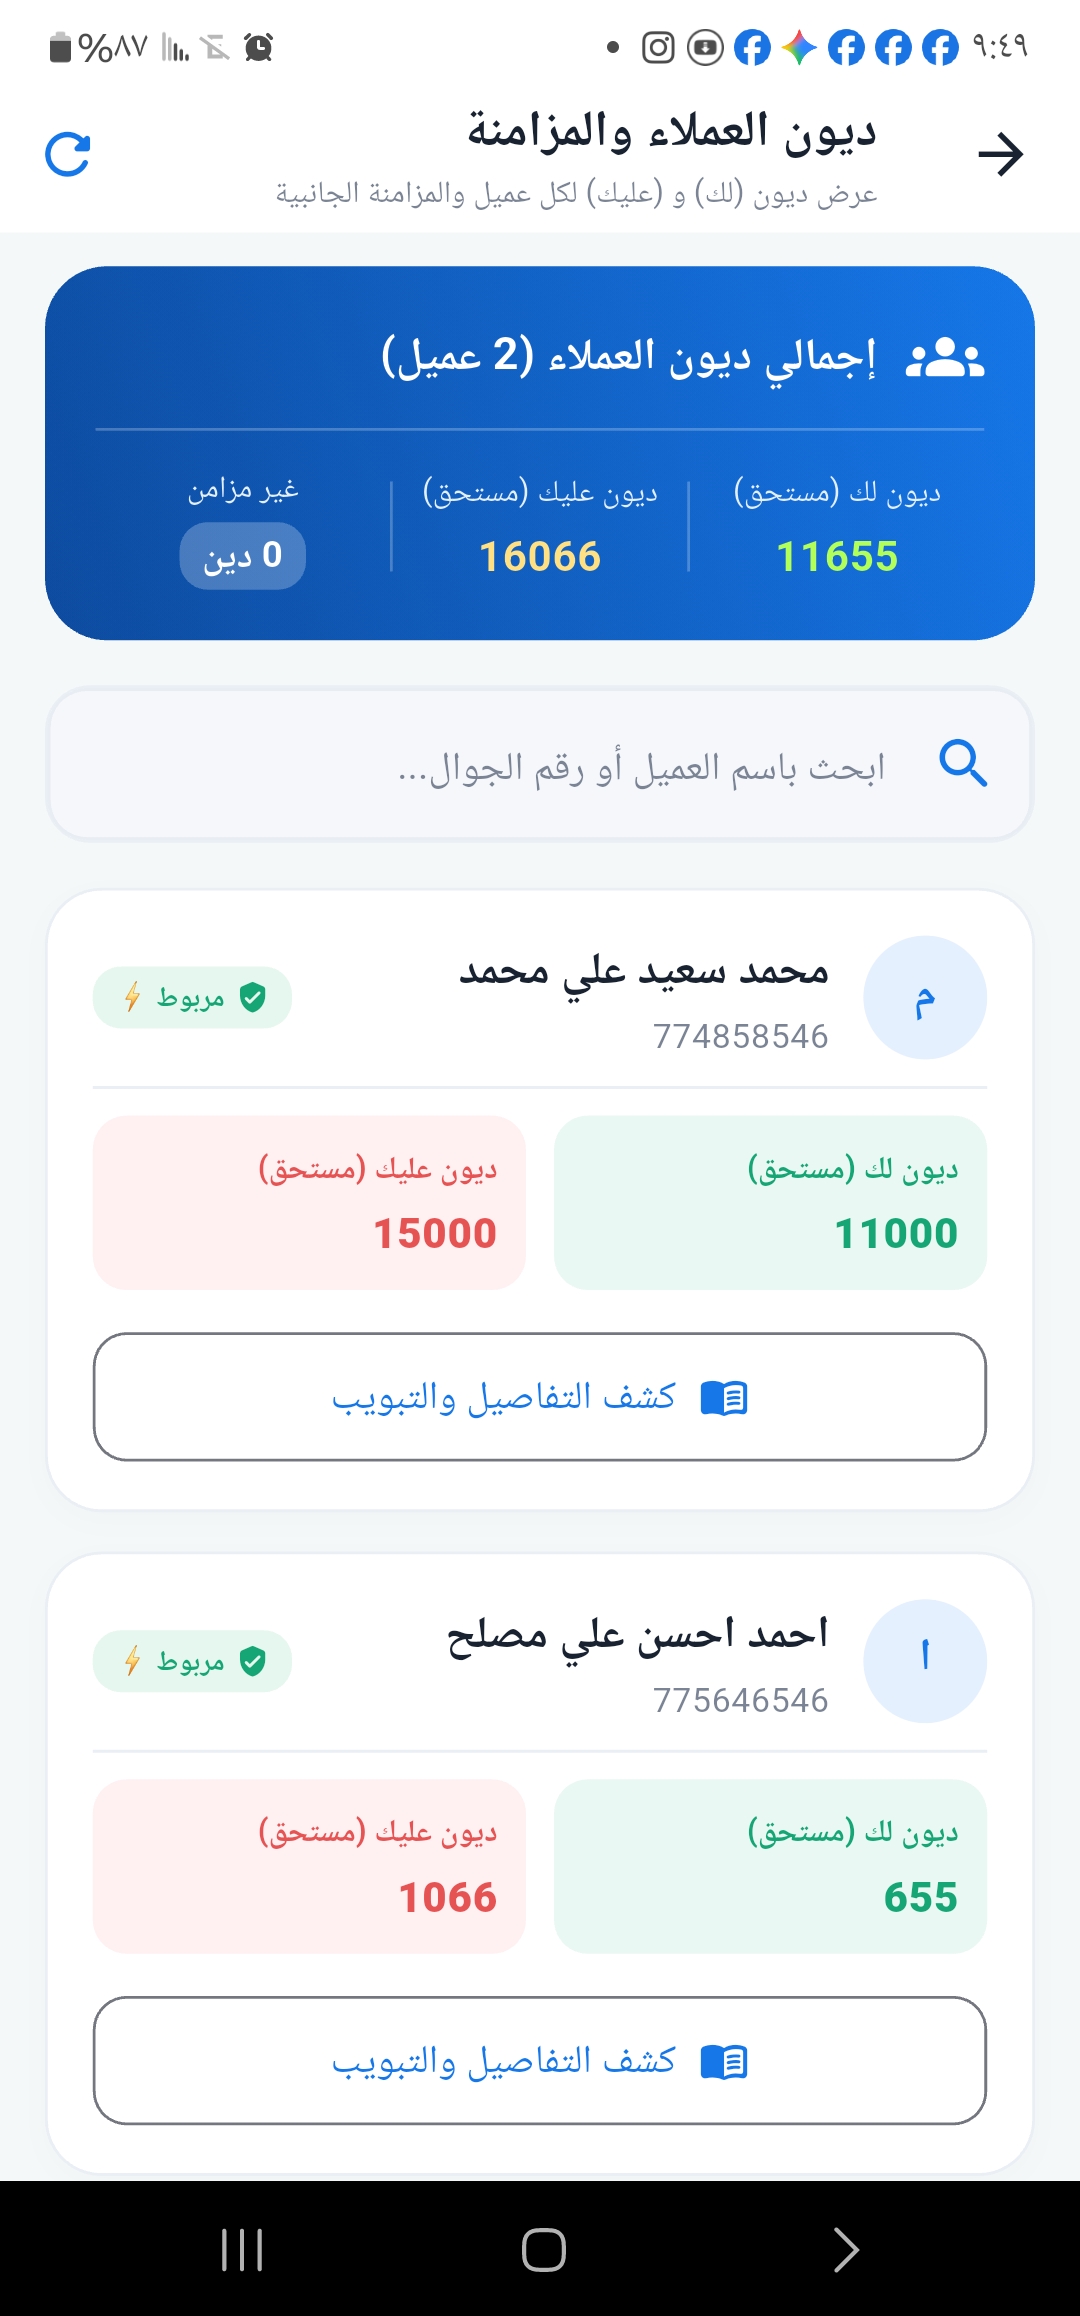 ٩:٤٩
%٨٧
ديون العملاء والمزامنة
عرض ديون (لك) و (عليك) لكل عميل والمزامنة الجانبية
إجمالي ديون العملاء (2 عميل)
ديون لك (مستحق)
11655
ديون عليك (مستحق)
16066
غير مزامن
0 دين
ابحث باسم العميل أو رقم الجوال...
م
محمد سعيد علي محمد
774858546
مربوط
ديون لك (مستحق)
11000
ديون عليك (مستحق)
15000
كشف التفاصيل والتبويب
ا
احمد احسن علي مصلح
775646546
مربوط
ديون لك (مستحق)
655
ديون عليك (مستحق)
1066
كشف التفاصيل والتبويب